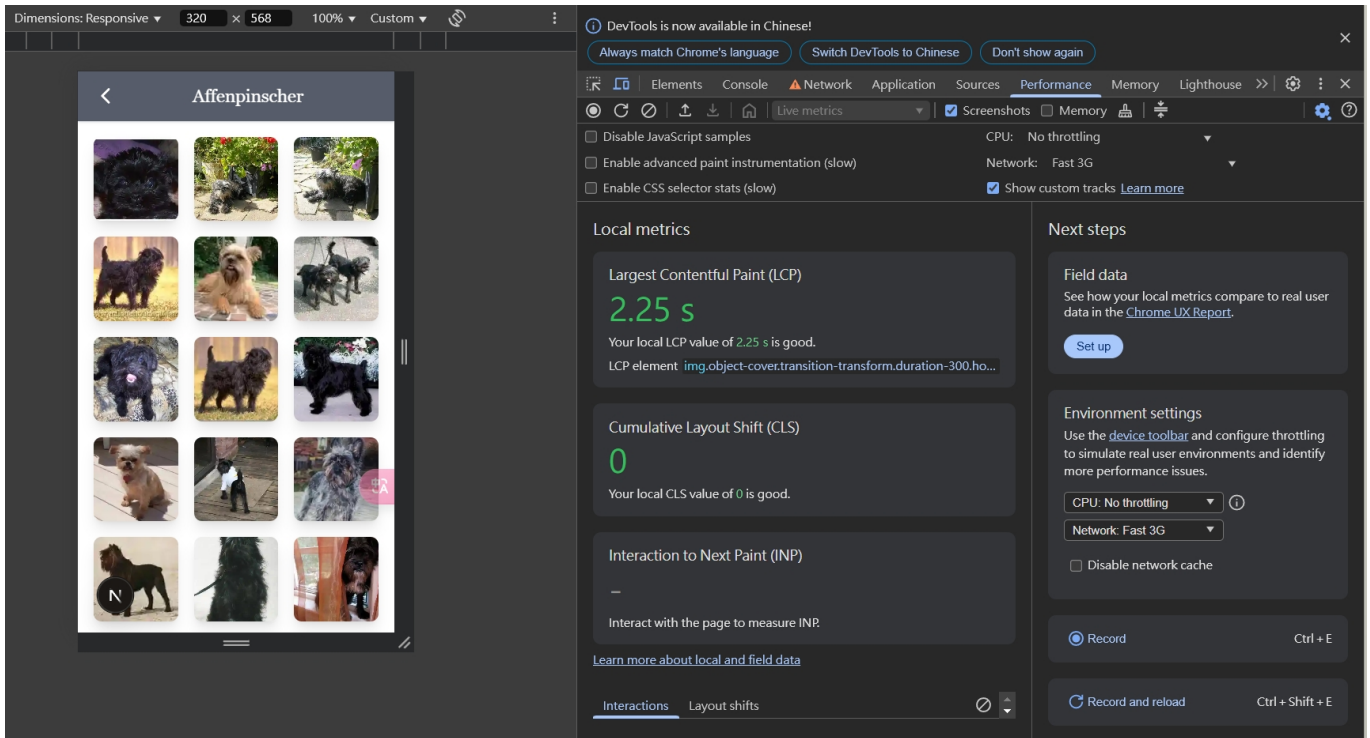 Dimensions: Responsive ▼ 320 × 568 100% ▼ Custom ▼
Affenpinscher
N
DevTools is now available in Chinese!
Always match Chrome's language Switch DevTools to Chinese Don't show again
Elements Console Network Application Sources Performance Memory Lighthouse
Live metrics Screenshots Memory
Disable JavaScript samples CPU: No throttling
Enable advanced paint instrumentation (slow) Network: Fast 3G
Enable CSS selector stats (slow) Show custom tracks Learn more
Local metrics
Largest Contentful Paint (LCP)
2.25 s
Your local LCP value of 2.25 s is good.
LCP element img.object-cover.transition-transform.duration-300.ho...
Cumulative Layout Shift (CLS)
0
Your local CLS value of 0 is good.
Interaction to Next Paint (INP)
–
Interact with the page to measure INP.
Learn more about local and field data
Interactions Layout shifts
Next steps
Field data
See how your local metrics compare to real user
data in the Chrome UX Report.
Set up
Environment settings
Use the device toolbar and configure throttling
to simulate real user environments and identify
more performance issues.
CPU: No throttling
Network: Fast 3G
Disable network cache
Record Ctrl + E
Record and reload Ctrl + Shift + E